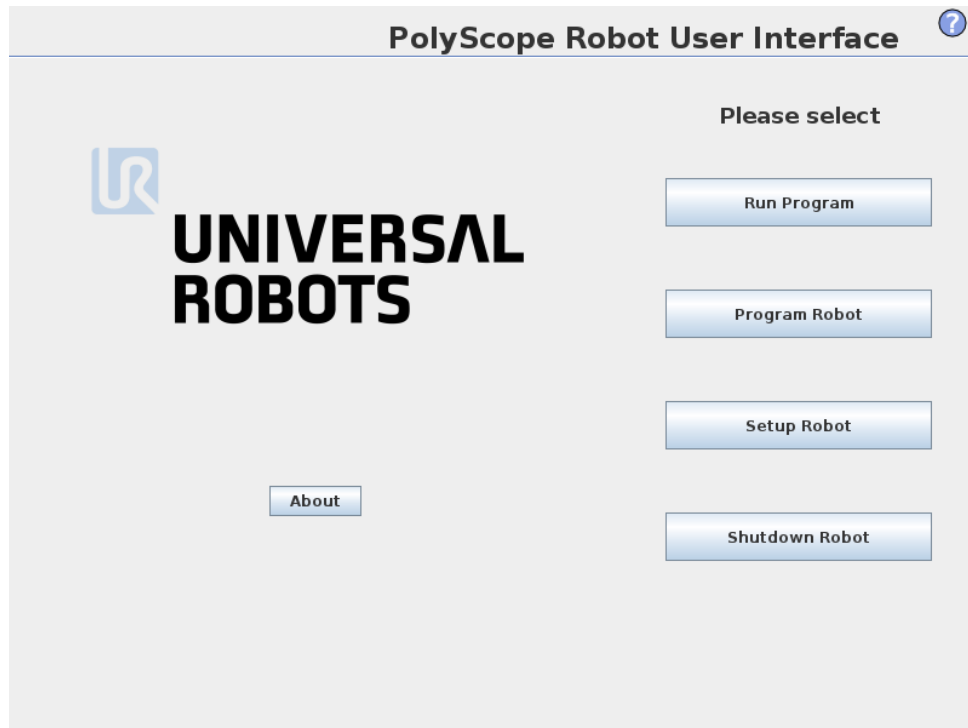 PolyScope Robot User Interface
?
Please select
UR
UNIVERSAL
ROBOTS
Run Program
Program Robot
Setup Robot
About
Shutdown Robot